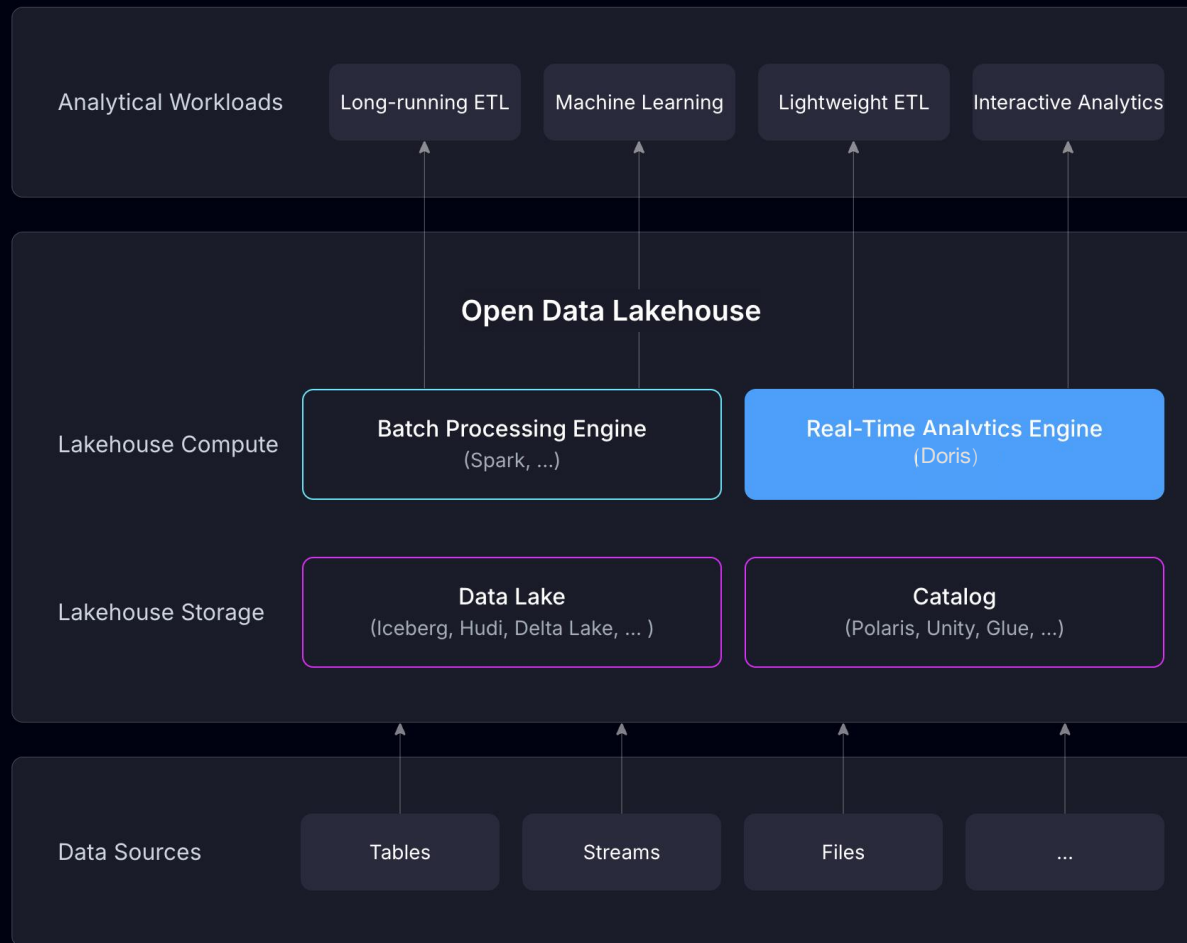 Analytical Workloads
Long-running ETL
Machine Learning
Lightweight ETL
Interactive Analytics
Open Data Lakehouse
Lakehouse Compute
Batch Processing Engine
(Spark, ...)
Real-Time Analytics Engine
(Doris)
Lakehouse Storage
Data Lake
(Iceberg, Hudi, Delta Lake, ... )
Catalog
(Polaris, Unity, Glue, ...)
Data Sources
Tables
Streams
Files
...